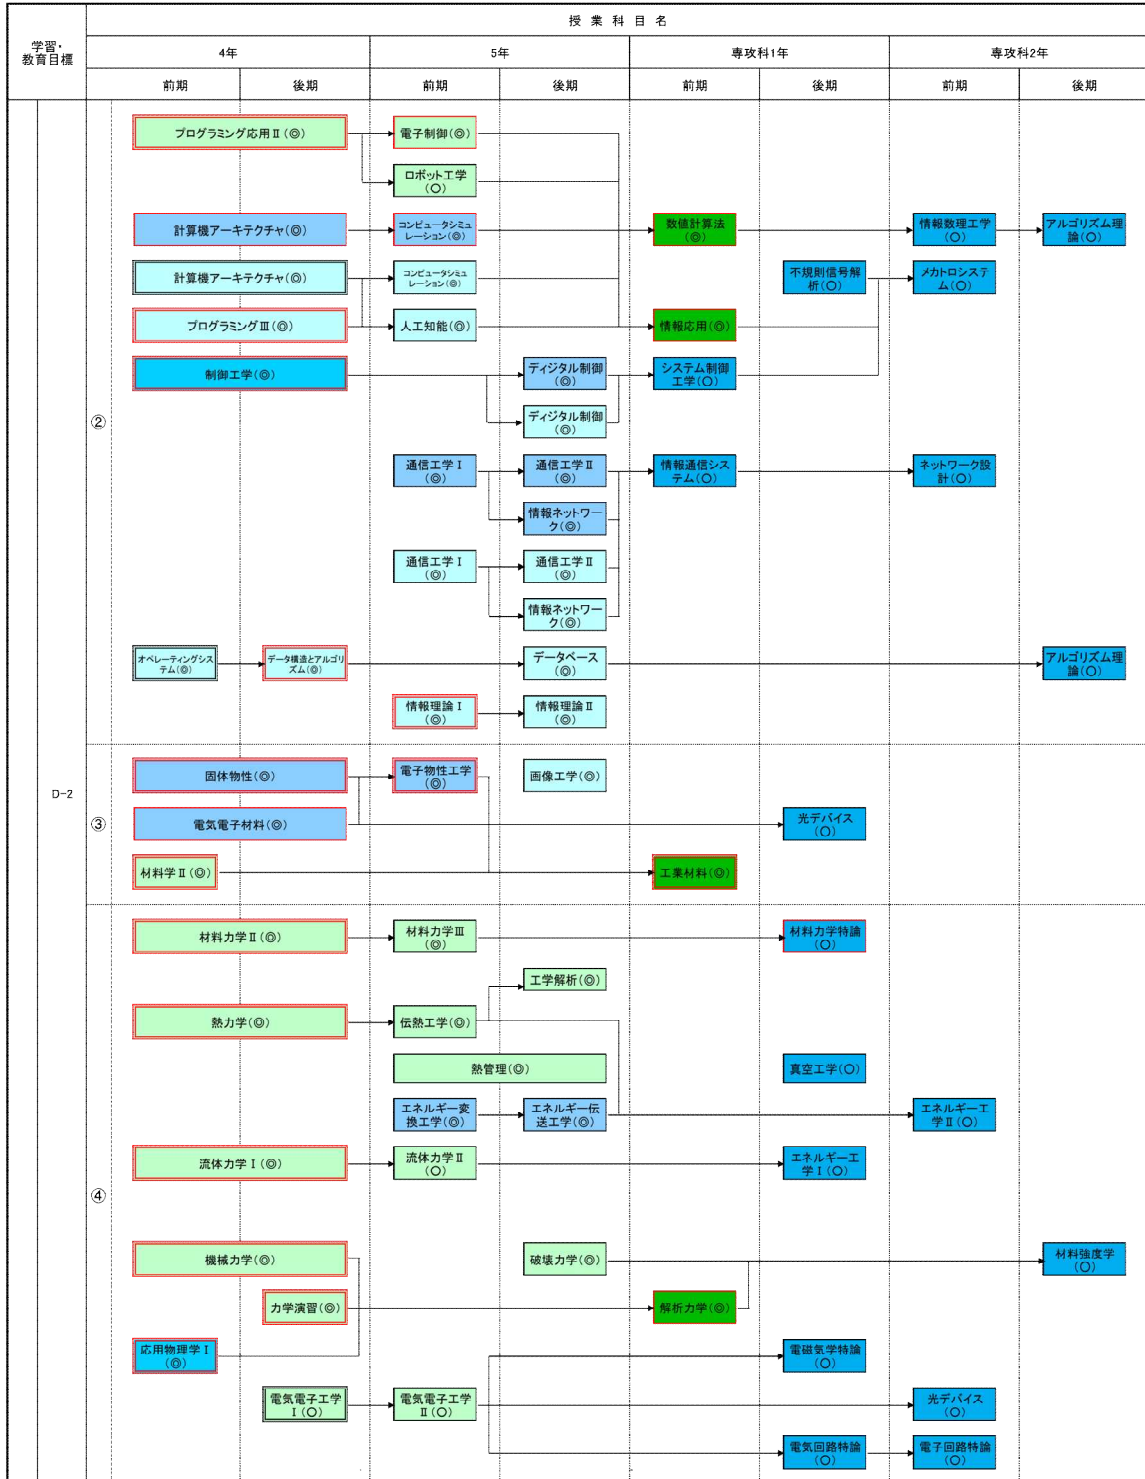 授業科目名
学習・
教育目標
4年
5年
専攻科1年
専攻科2年
前期
後期
前期
後期
前期
後期
前期
後期
プログラミング応用Ⅱ(◎)
電子制御(◎)
ロボット工学
(○)
計算機アーキテクチャ(◎)
コンピュータシミュ
レーション(◎)
数値計算法
(◎)
情報数理工学
(○)
アルゴリズム理
論(○)
計算機アーキテクチャ(◎)
コンピュータシミュ
レーション(◎)
不規則信号解
析(○)
メカトロシステ
ム(○)
プログラミングⅢ(◎)
人工知能(◎)
情報応用(◎)
制御工学(◎)
ディジタル制御
(◎)
システム制御
工学(○)
ディジタル制御
(◎)
②
通信工学Ⅰ
(◎)
通信工学Ⅱ
(◎)
情報通信シス
テム(○)
ネットワーク設
計(○)
情報ネットワー
ク(◎)
通信工学Ⅰ
(◎)
通信工学Ⅱ
(◎)
情報ネットワー
ク(◎)
オペレーティングシス
テム(◎)
データ構造とアルゴリ
ズム(◎)
データベース
(◎)
アルゴリズム理
論(○)
情報理論Ⅰ
(◎)
情報理論Ⅱ
(◎)
D-2
固体物性(◎)
電子物性工学
(◎)
画像工学(◎)
③
電気電子材料(◎)
光デバイス
(○)
材料学Ⅱ(◎)
工業材料(◎)
材料力学Ⅱ(◎)
材料力学Ⅲ
(◎)
材料力学特論
(○)
工学解析(◎)
熱力学(◎)
伝熱工学(◎)
熱管理(◎)
真空工学(○)
エネルギー変
換工学(◎)
エネルギー伝
送工学(◎)
エネルギーエ
学Ⅱ(○)
流体力学Ⅰ(◎)
流体力学Ⅱ
(○)
エネルギーエ
学Ⅰ(○)
④
機械力学(◎)
破壊力学(◎)
材料強度学
(○)
力学演習(◎)
解析力学(◎)
応用物理学Ⅰ
(◎)
電磁気学特論
(○)
電気電子工学
Ⅰ(○)
電気電子工学
Ⅱ(○)
光デバイス
(○)
電気回路特論
(○)
電子回路特論
(○)